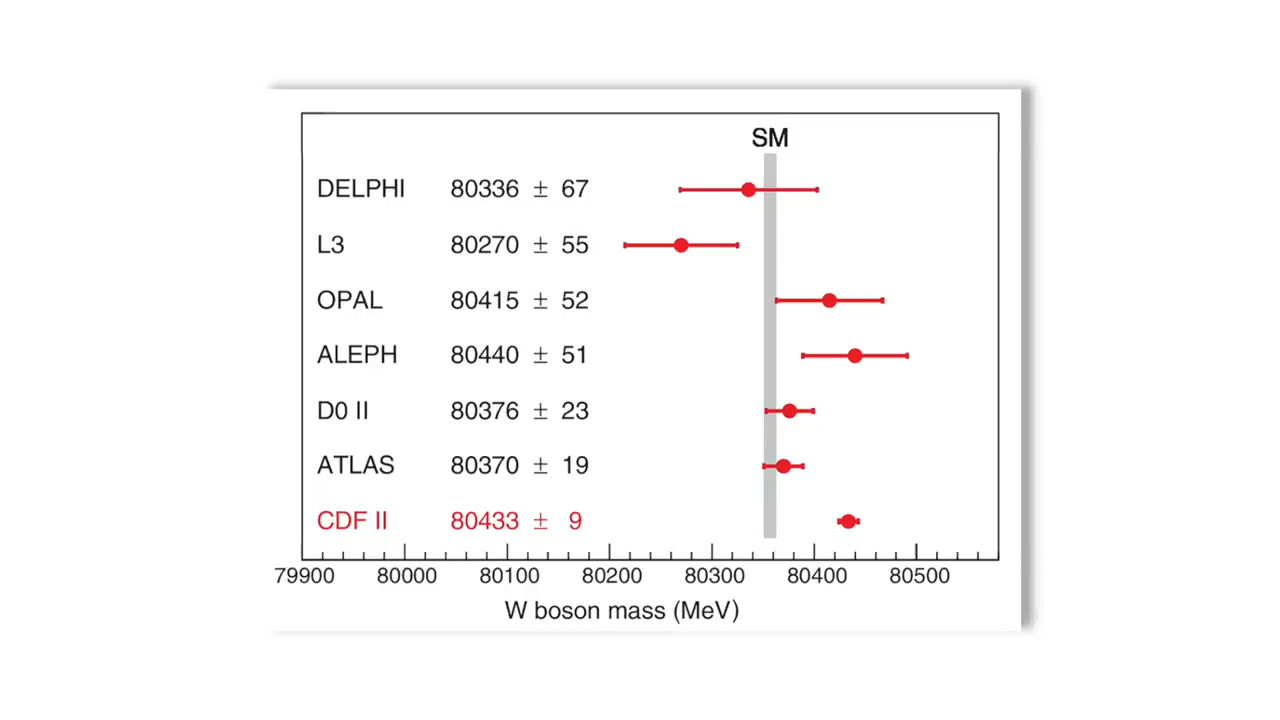 SM
DELPHI 80336 ± 67
L3 80270 ± 55
OPAL 80415 ± 52
ALEPH 80440 ± 51
D0 II 80376 ± 23
ATLAS 80370 ± 19
CDF II 80433 ± 9
79900 80000 80100 80200 80300 80400 80500
W boson mass (MeV)